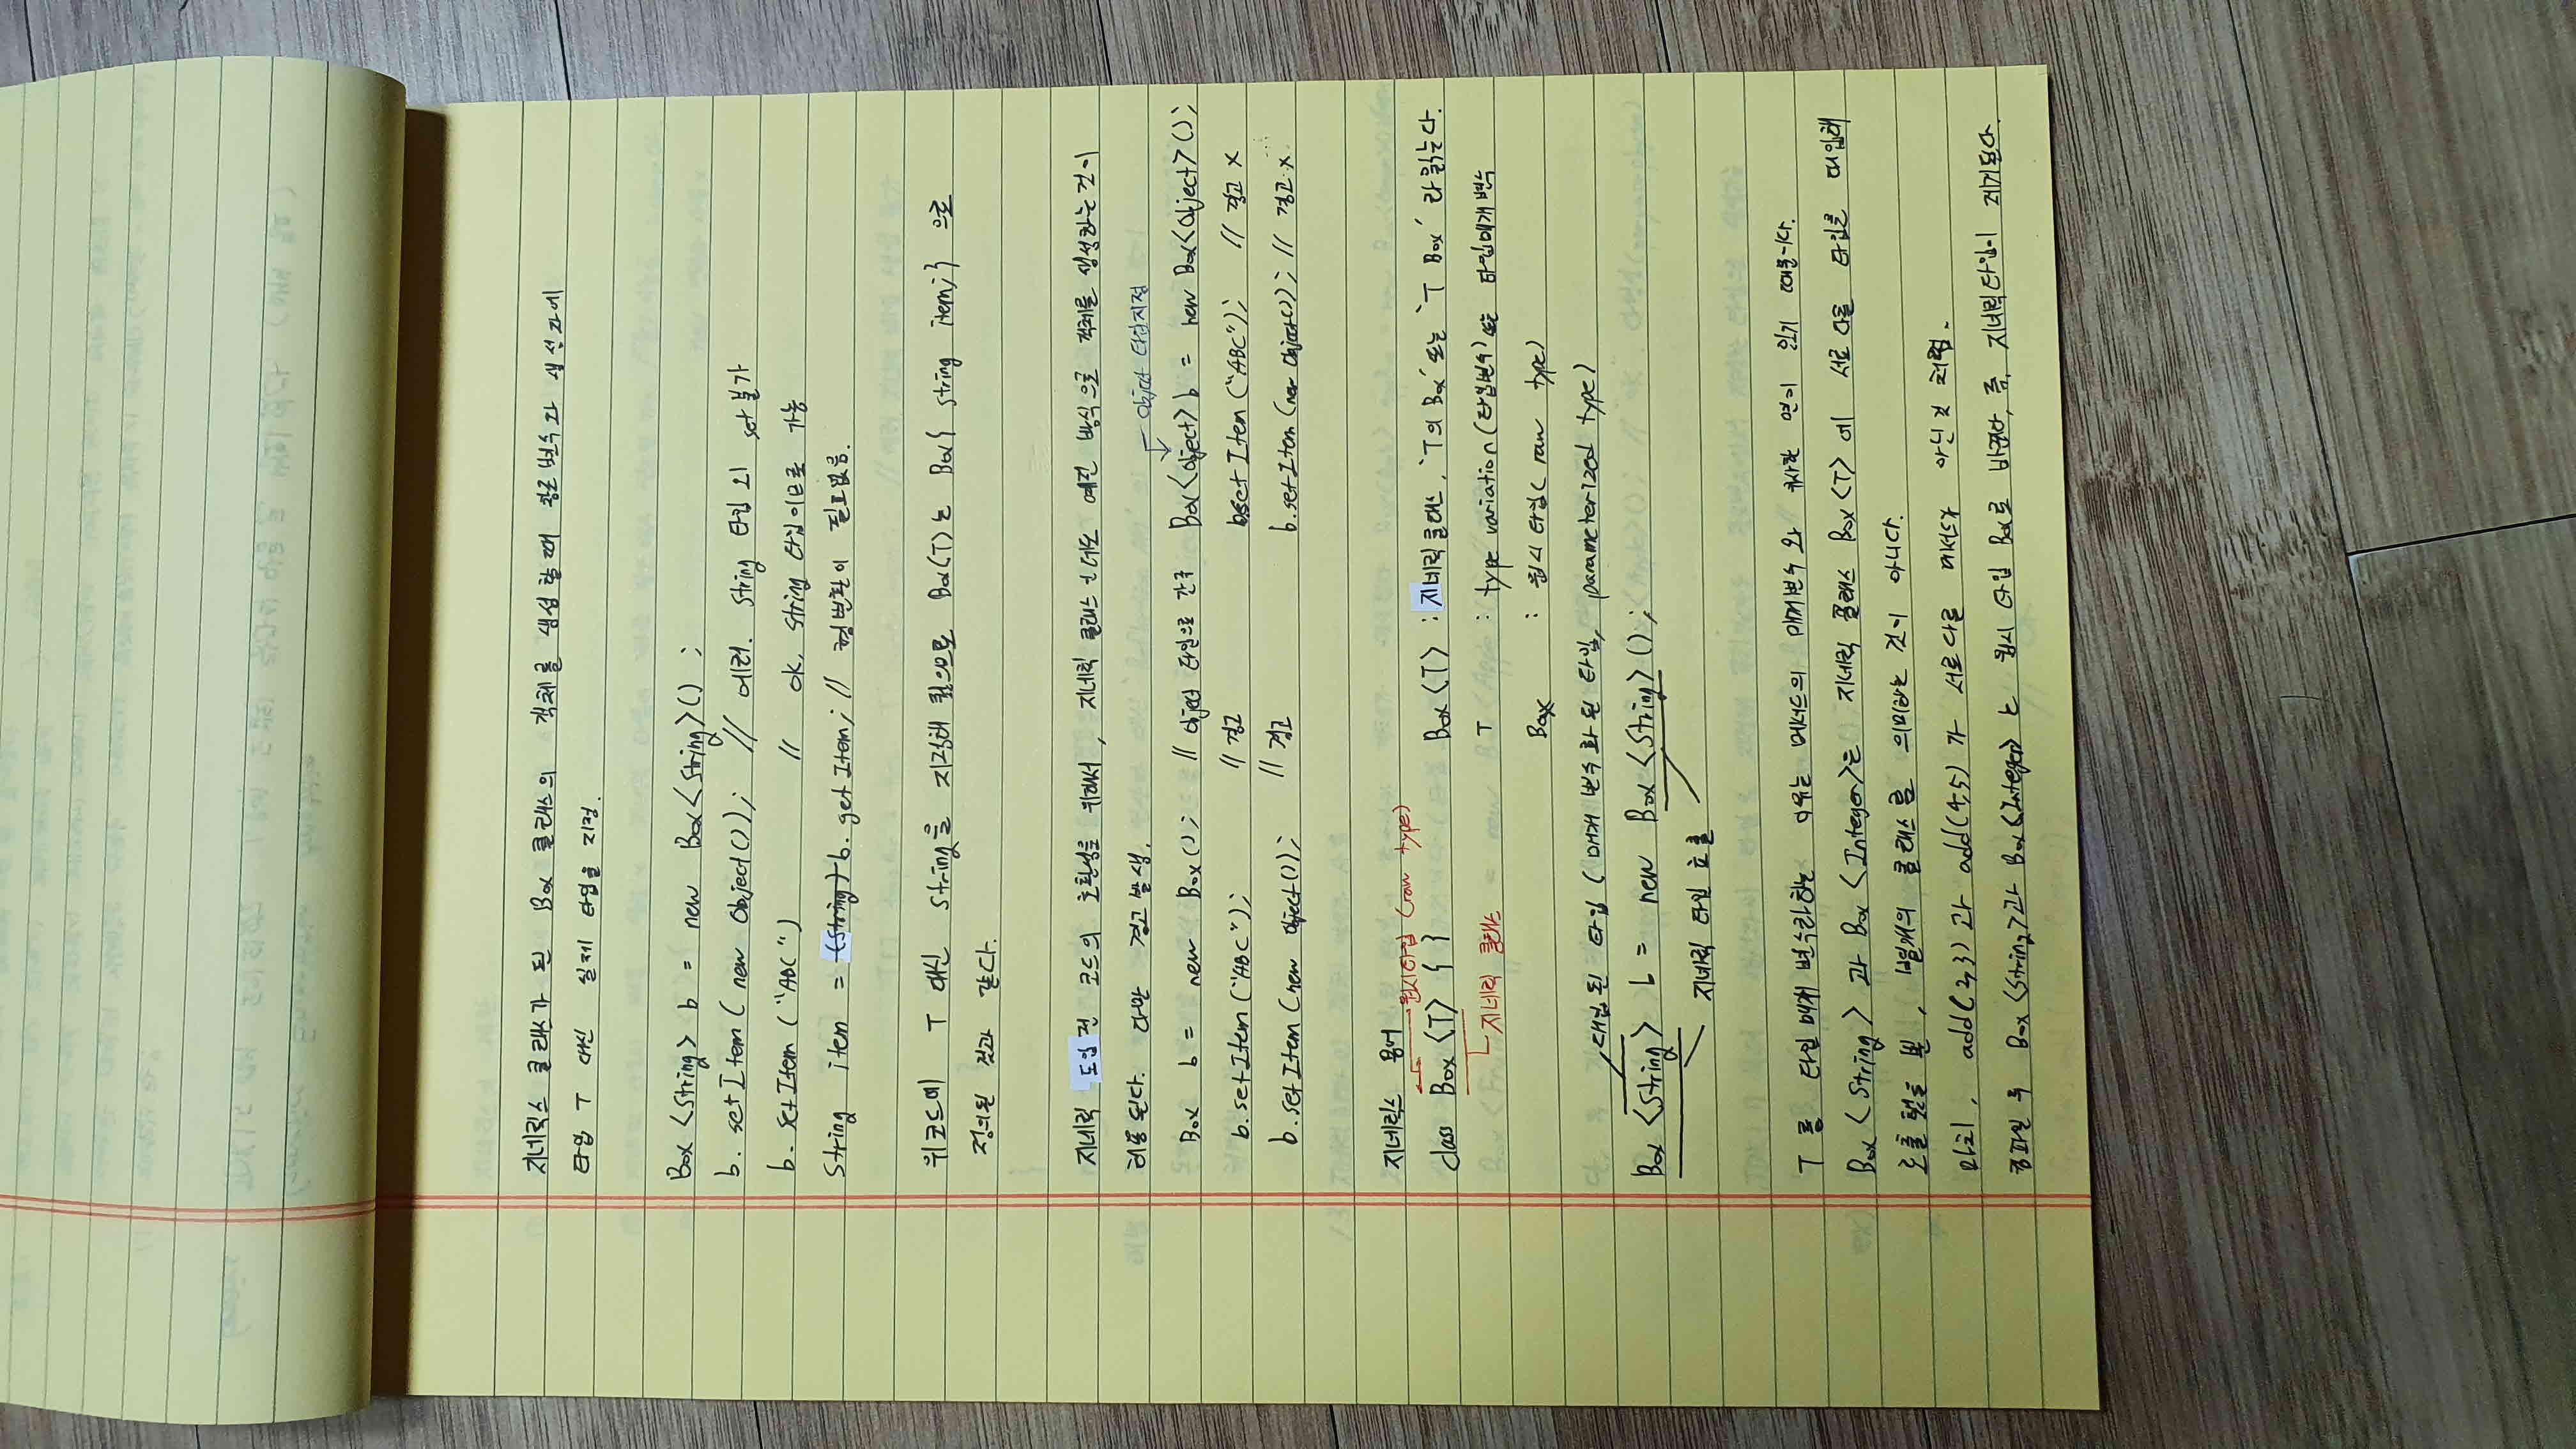 지네릭스 클래스가 된 Box 클래스의 객체를 생성 할 때 참조변수와 생성자에
타입 T 대신 실제 타입을 지정.
Box <String> b = new Box<String>() ;
b. setItem ( new Object()); // 에러. String 타입 외 set 불가
b. setItem ("ABC") // ok, String 타입이므로 가능
String item = (String) b. getItem; // 형변환이 필요없음.
위코드에 T 대신 String을 지정해 줬으므로 Box(T)는 Box{ String item; } 으로
정의된 것과 같다.
지네릭 도입전 코드의 호환성을 위해서, 지네릭 클래스인데도 예전 방식으로 객체를 생성하는 것이
허용 된다. 다만 경고 발생.
Object 타입지정
Box b = new Box(); // Object 타입으로 간주 Box<Object> b = new Box<Object>();
b. setItem ("ABC"); // 경고 b.set Item ("ABC"); // 경고 x
b. setItem (new Object()); // 경고 b. setItem (new Object()); // 경고 x
지네릭스 용어
원시타입 (raw type)
class Box <T> { } Box <T> : 지네릭 클래스. 'T의 Box' 또는 'T Box' 라 읽는다.
지네릭 클래스 T : type variation (타입변수) 또는 타입매개변수
Box : 원시 타입 ( raw type)
대입된 타입 ( 매개 변수화 된 타입, parameterized type)
Box <String> b = new Box <String> ();
지네릭 타입 호출
T 를 타입 매개 변수라하는 이유는 메서드의 매개변수 와 유사한 면이 있기 때문이다.
Box <String> 과 Box <Integer>는 지네릭 클래스 Box <T> 에 서로 다른 타입을 대입해
호출했을 뿐, 별개의 클래스를 의미하는 것이 아니다.
마치, add(2,3) 과 add(4,5) 가 서로다른 메서드가 아닌것 처럼.
컴파일 후 Box <String>과 Box<Integer> 는 원시 타입 Box로 바뀐다, 즉, 지네릭타입이 제거된다.